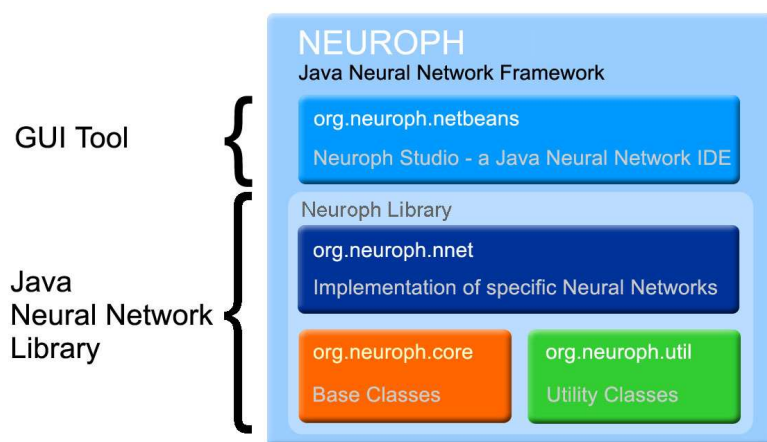 NEUROPH
Java Neural Network Framework
GUI Tool
org.neuroph.netbeans
Neuroph Studio - a Java Neural Network IDE
Neuroph Library
org.neuroph.nnet
Implementation of specific Neural Networks
Java
Neural Network
Library
org.neuroph.core
Base Classes
org.neuroph.util
Utility Classes